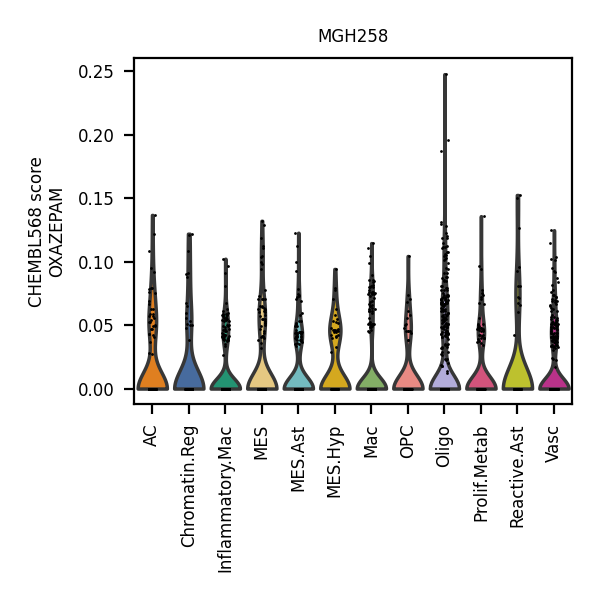 MGH258
CHEMBL568 score
OXAZEPAM
0.25
0.20
0.15
0.10
0.05
0.00
AC
Chromatin.Reg
Inflammatory.Mac
MES
MES.Ast
MES.Hyp
Mac
OPC
Oligo
Prolif.Metab
Reactive.Ast
Vasc